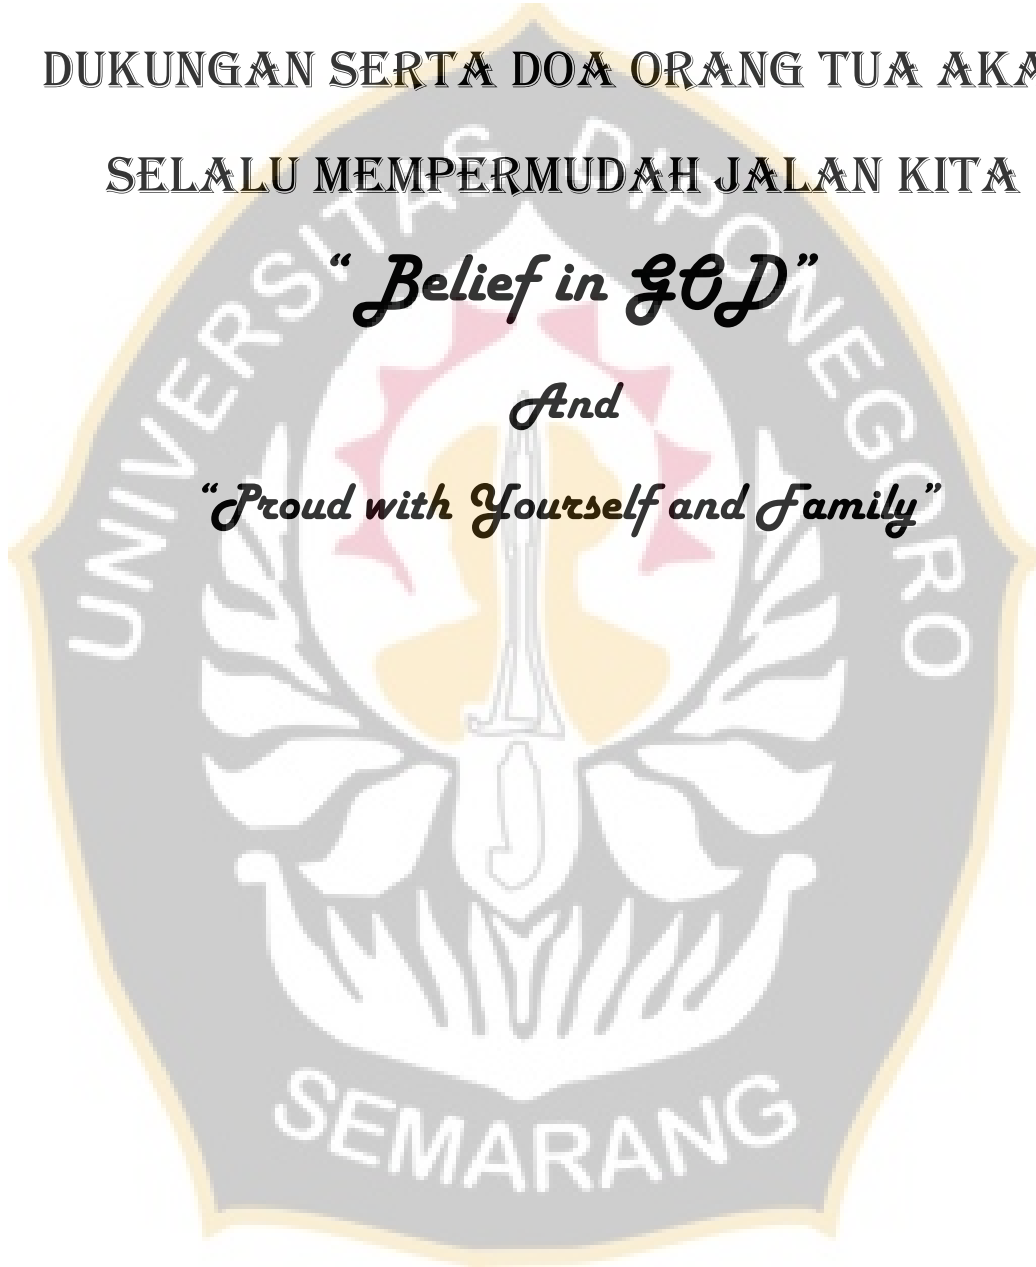 DUKUNGAN SERTA DOA ORANG TUA AKA
SELALU MEMPERMUDAH JALAN KITA
“ Belief in GOD”
And
“Proud with Yourself and Family”
UNIVERSITAS DIPONEGORO
SEMARANG